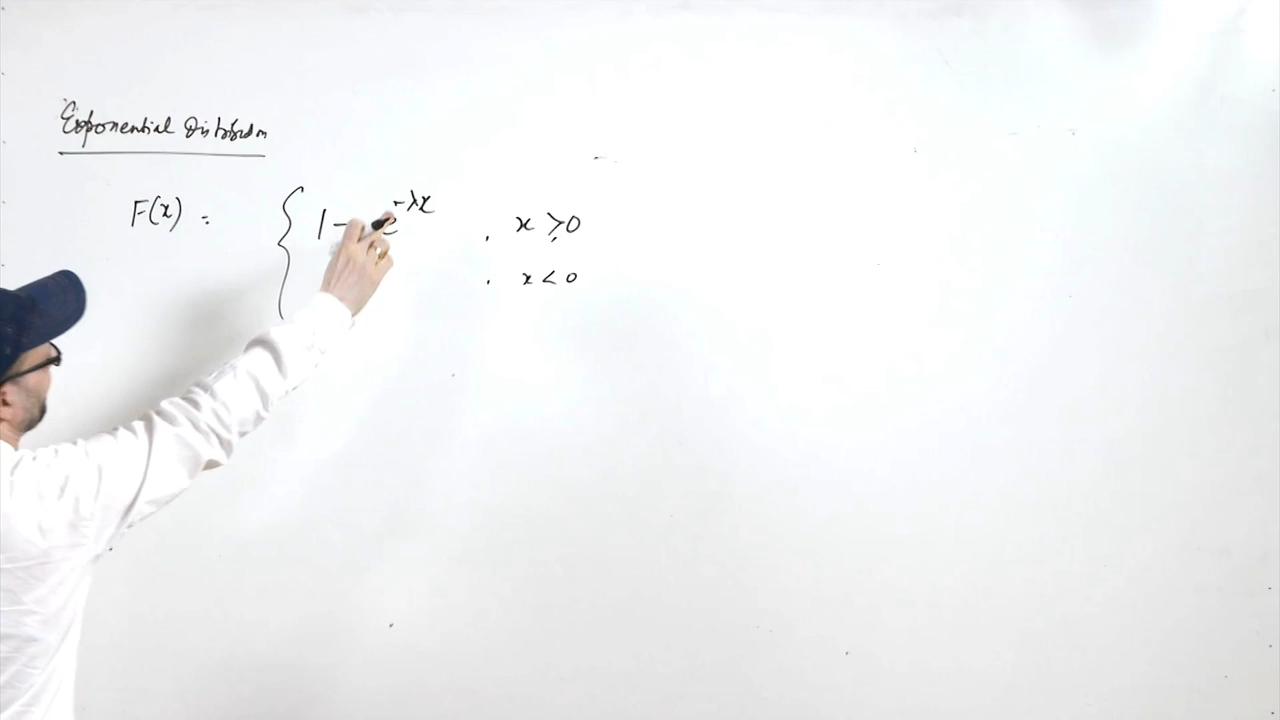 Exponential Distribution
F(x) = { 1 - e^{-λx} , x ≥ 0
, x < 0